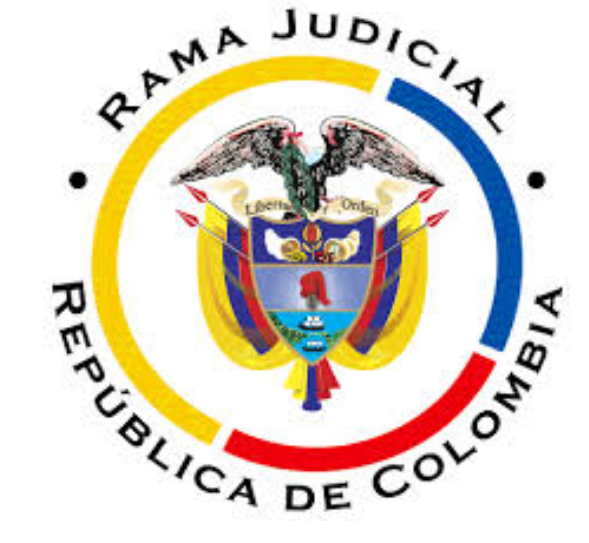 RAMA JUDICIAL
Libertad y Orden
REPÚBLICA DE COLOMBIA